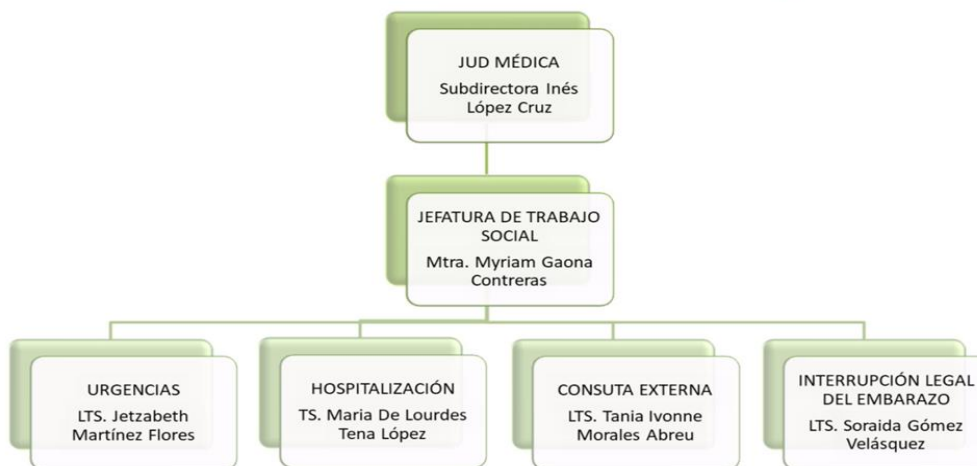 JUD MÉDICA
Subdirectora Inés
López Cruz
JEFATURA DE TRABAJO
SOCIAL
Mtra. Myriam Gaona
Contreras
URGENCIAS
LTS. Jetzabeth
Martínez Flores
HOSPITALIZACIÓN
TS. Maria De Lourdes
Tena López
CONSUTA EXTERNA
LTS. Tania Ivonne
Morales Abreu
INTERRUPCIÓN LEGAL
DEL EMBARAZO
LTS. Soraida Gómez
Velásquez